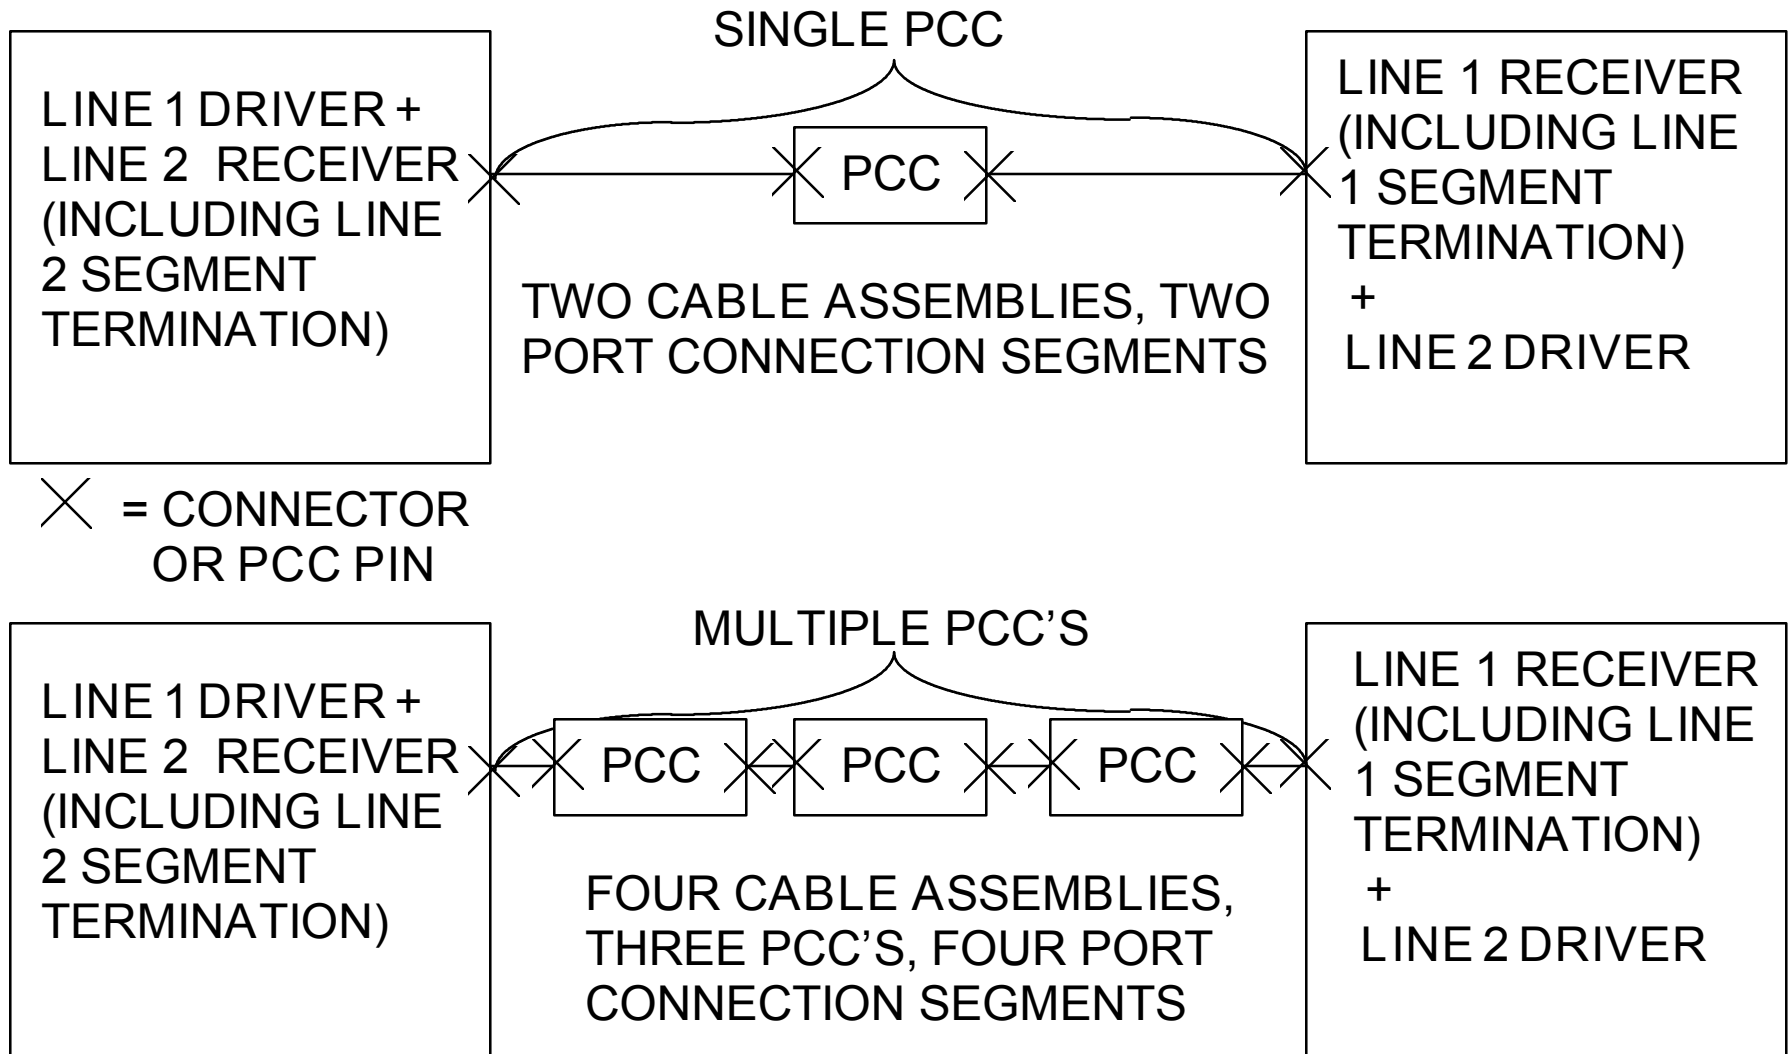 SINGLE PCC
LINE 1 DRIVER +
LINE 2 RECEIVER
(INCLUDING LINE
2 SEGMENT
TERMINATION)
PCC
TWO CABLE ASSEMBLIES, TWO
PORT CONNECTION SEGMENTS
LINE 1 RECEIVER
(INCLUDING LINE
1 SEGMENT
TERMINATION)
+
LINE 2 DRIVER
= CONNECTOR
OR PCC PIN
MULTIPLE PCC’S
LINE 1 DRIVER +
LINE 2 RECEIVER
(INCLUDING LINE
2 SEGMENT
TERMINATION)
PCC
PCC
PCC
FOUR CABLE ASSEMBLIES,
THREE PCC’S, FOUR PORT
CONNECTION SEGMENTS
LINE 1 RECEIVER
(INCLUDING LINE
1 SEGMENT
TERMINATION)
+
LINE 2 DRIVER